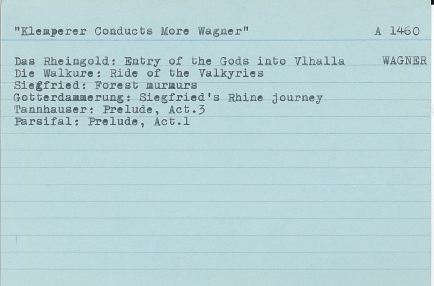 "Klemperer Conducts More Wagner" A 1460
Das Rheingold: Entry of the Gods into Vlhalla WAGNER
Die Walkure: Ride of the Valkyries
Siegfried: Forest murmurs
Gotterdammerung: Siegfried's Rhine journey
Tannhauser: Prelude, Act.3
Parsifal: Prelude, Act.1